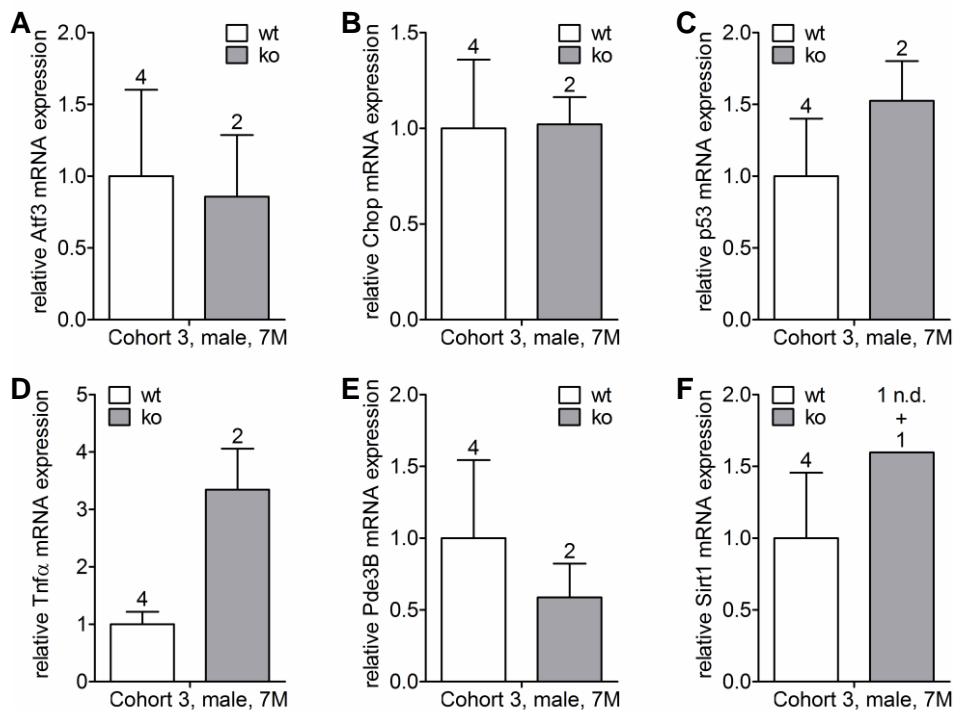 A
relative Atf3 mRNA expression
2.0
1.5
1.0
0.5
0.0
wt
ko
4
2
Cohort 3, male, 7M
B
relative Chop mRNA expression
1.5
1.0
0.5
0.0
wt
ko
4
2
Cohort 3, male, 7M
C
relative p53 mRNA expression
2.0
1.5
1.0
0.5
0.0
wt
ko
4
2
Cohort 3, male, 7M
D
relative Tnfα mRNA expression
5
4
3
2
1
0
wt
ko
4
2
Cohort 3, male, 7M
E
relative Pde3B mRNA expression
2.0
1.5
1.0
0.5
0.0
wt
ko
4
2
Cohort 3, male, 7M
F
relative Sirt1 mRNA expression
2.0
1.5
1.0
0.5
0.0
wt
ko
4
1 n.d.
+
1
Cohort 3, male, 7M